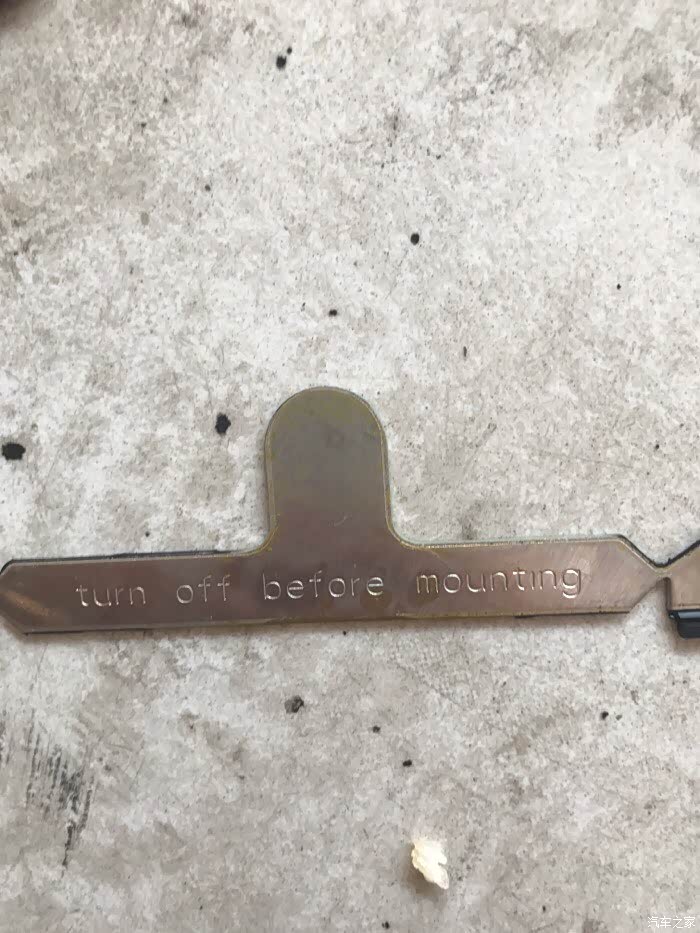 turn off before mounting
汽车之家